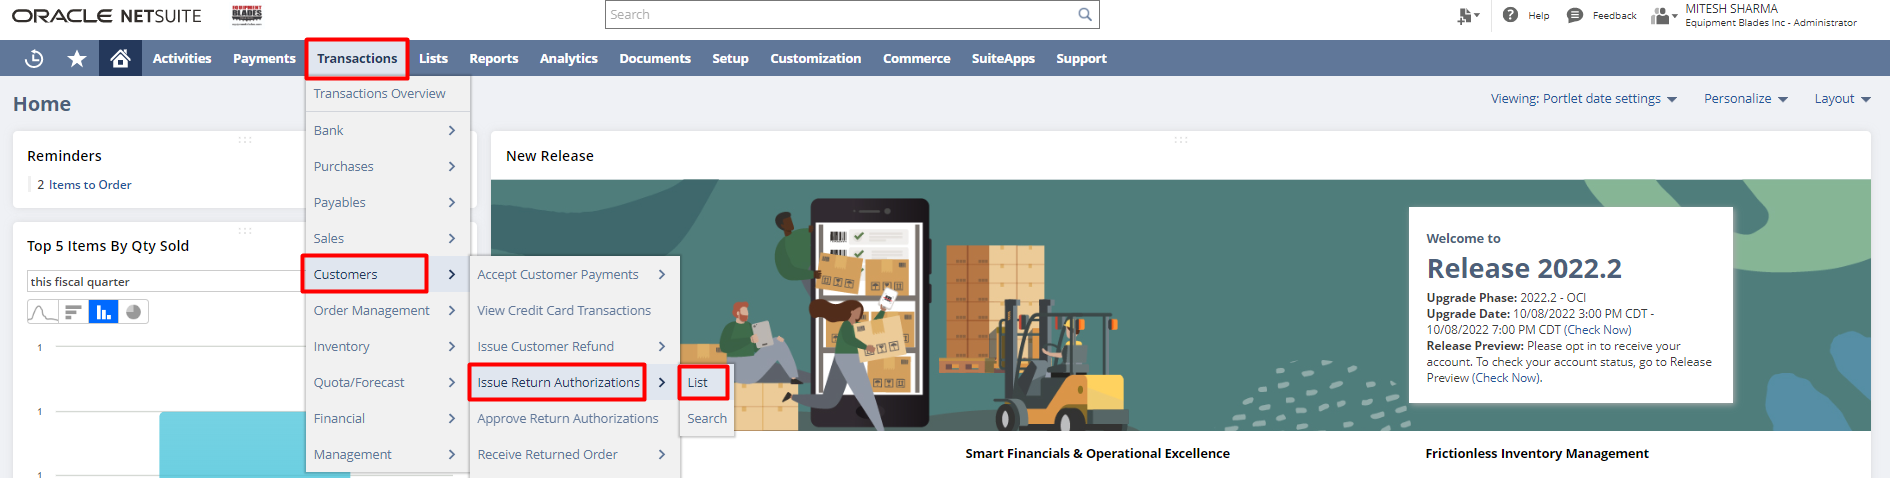 ORACLE NETSUITE
EQUIPMENT
BLADES
Search
Help
Feedback
MITESH SHARMA
Equipment Blades Inc - Administrator
Activities
Payments
Transactions
Lists
Reports
Analytics
Documents
Setup
Customization
Commerce
SuiteApps
Support
Home
Viewing: Portlet date settings
Personalize
Layout
Transactions Overview
Bank
Purchases
Payables
Sales
Customers
Order Management
Inventory
Quota/Forecast
Financial
Management
Accept Customer Payments
View Credit Card Transactions
Issue Customer Refund
Issue Return Authorizations
Approve Return Authorizations
Receive Returned Order
List
Search
Reminders
2 Items to Order
Top 5 Items By Qty Sold
this fiscal quarter
1
1
1
New Release
Welcome to
Release 2022.2
Upgrade Phase: 2022.2 - OCI
Upgrade Date: 10/08/2022 3:00 PM CDT -
10/08/2022 7:00 PM CDT (Check Now)
Release Preview: Please opt in to receive your
account. To check your account status, go to Release
Preview (Check Now).
Smart Financials & Operational Excellence
Frictionless Inventory Management